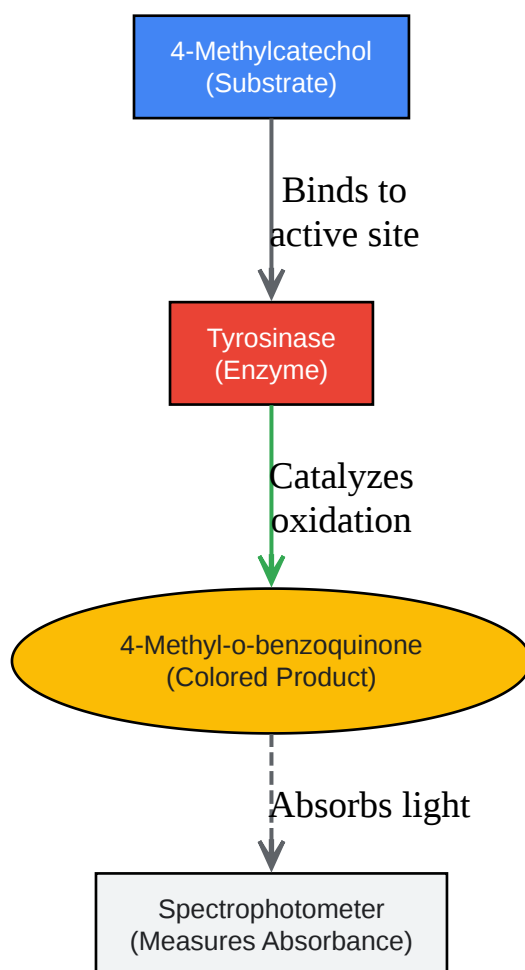 4-Methylcatechol
(Substrate)
Binds to
active site
Tyrosinase
(Enzyme)
Catalyzes
oxidation
4-Methyl-o-benzoquinone
(Colored Product)
Absorbs light
Spectrophotometer
(Measures Absorbance)